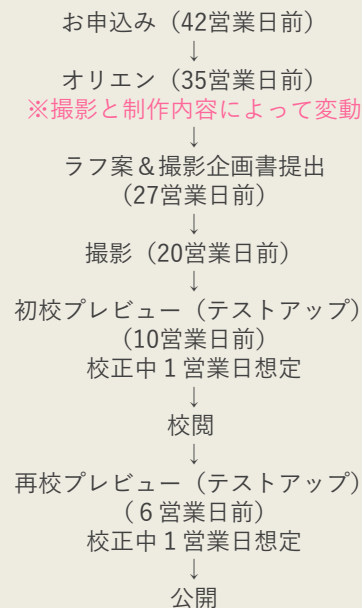 お申込み（42営業日前）
↓
オリエン（35営業日前）
※撮影と制作内容によって変動
↓
ラフ案＆撮影企画書提出
（27営業日前）
↓
撮影（20営業日前）
↓
初校プレビュー（テストアップ）
（10営業日前）
校正中１営業日想定
↓
校閲
↓
再校プレビュー（テストアップ）
（６営業日前）
校正中１営業日想定
↓
公開